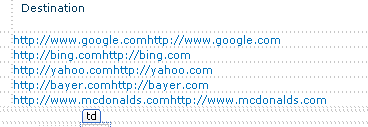 Destination
http://www.google.comhttp://www.google.com
http://bing.comhttp://bing.com
http://yahoo.comhttp://yahoo.com
http://bayer.comhttp://bayer.com
http://www.mcdonalds.comhttp://www.mcdonalds.com
td